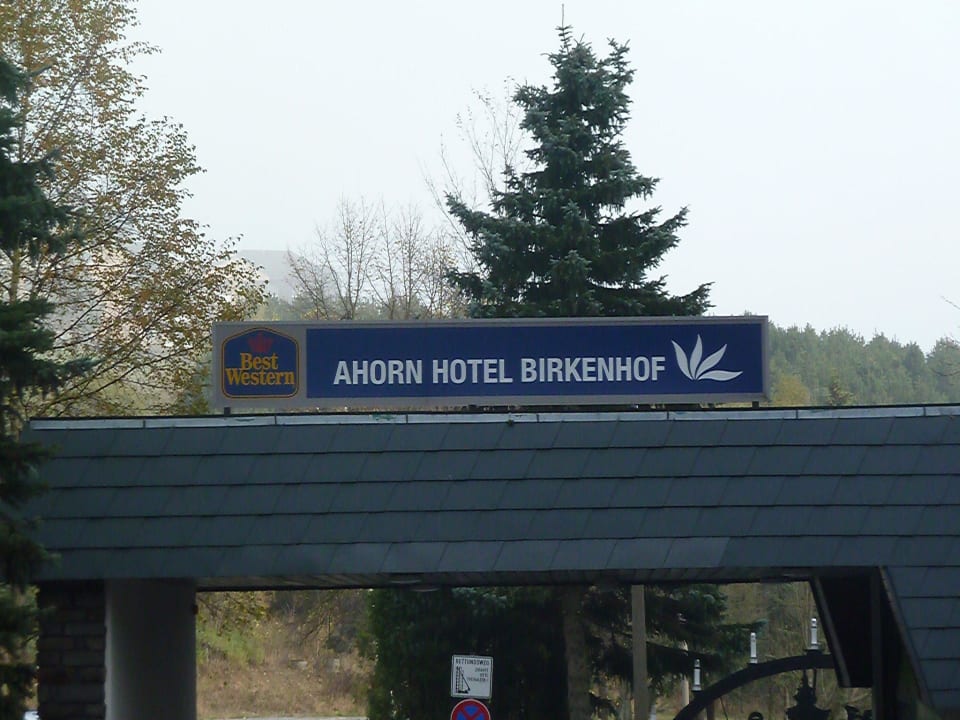 Best
Western
AHORN HOTEL BIRKENHOF
RETTUNGSWEG